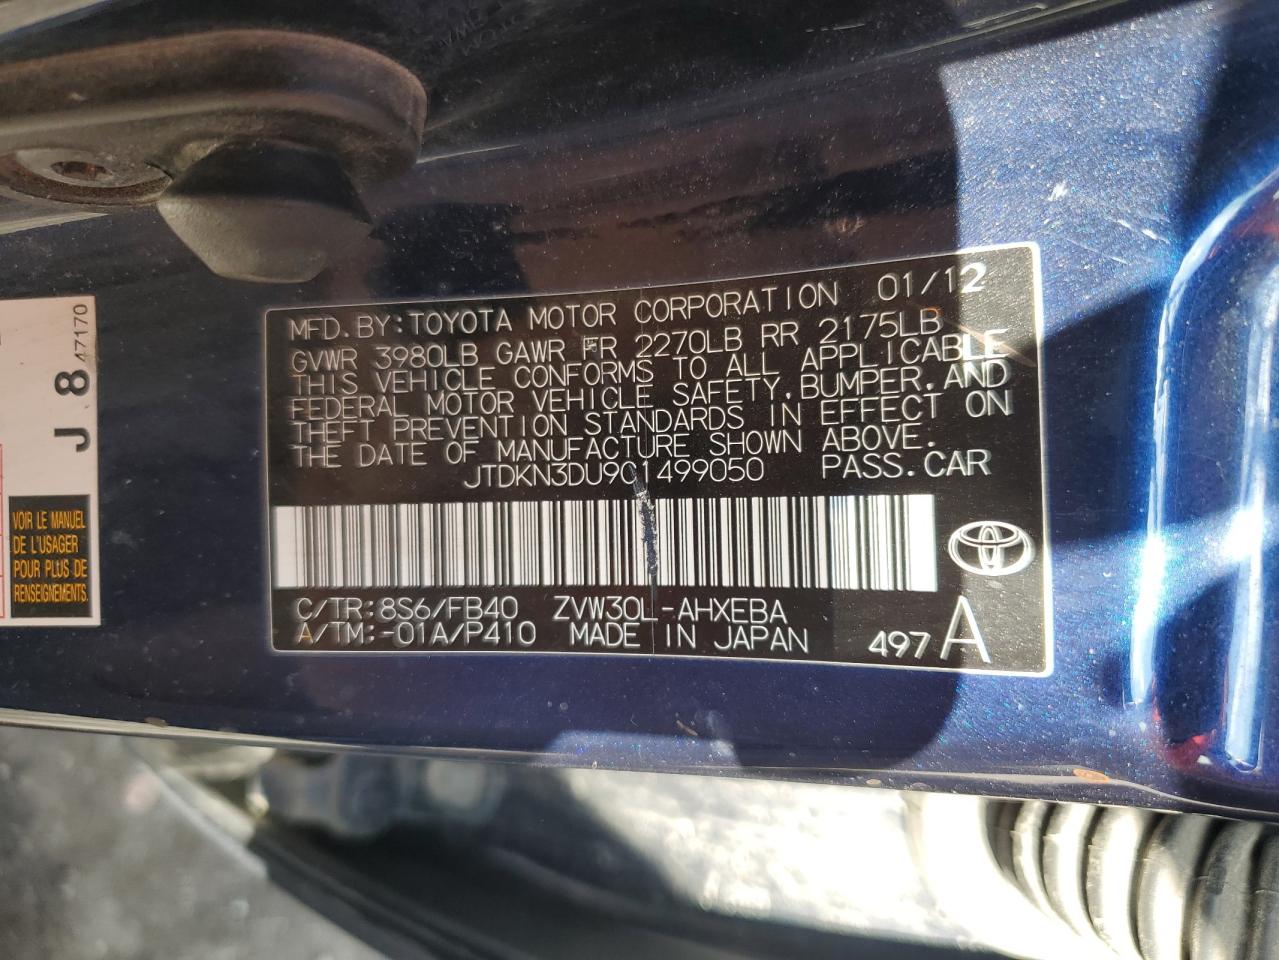 MFD.BY:TOYOTA MOTOR CORPORATION 01/12
GVWR 3980LB GAWR FR 2270LB RR 2175LB
THIS VEHICLE CONFORMS TO ALL APPLICABLE
FEDERAL MOTOR VEHICLE SAFETY,BUMPER,AND
THEFT PREVENTION STANDARDS IN EFFECT ON
THE DATE OF MANUFACTURE SHOWN ABOVE.
JTDKN3DU9C1499050 PASS.CAR
C/TR:8S6/FB40 ZVW30L-AHXEBA
A/TM:-01A/P410 MADE IN JAPAN 497 A
J 8 47170
VOIR LE MANUEL
DE L'USAGER
POUR PLUS DE
RENSEIGNEMENTS.